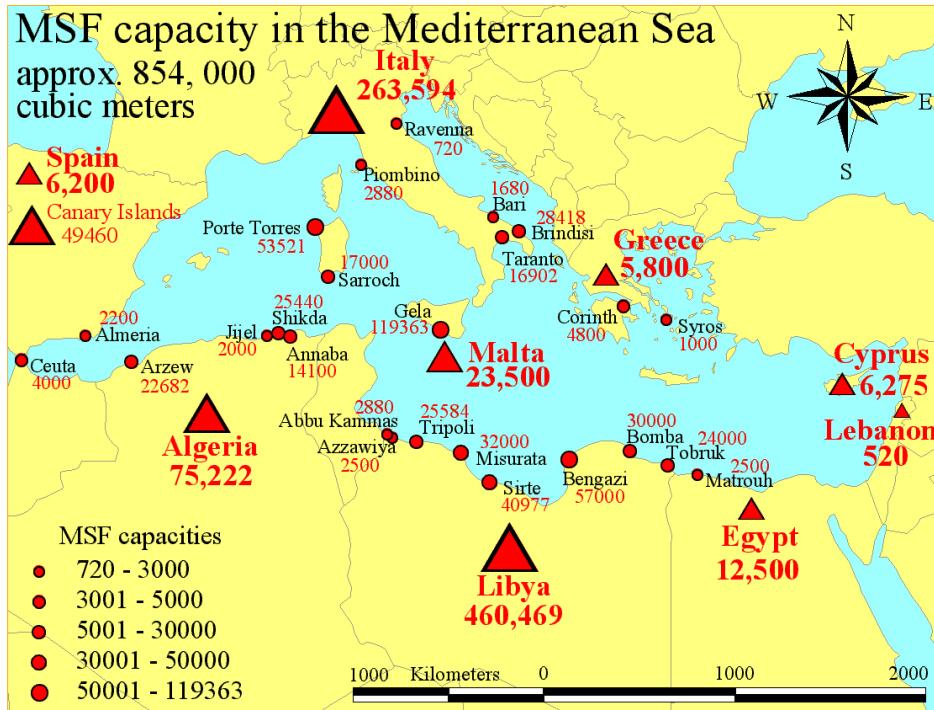 MSF capacity in the Mediterranean Sea
approx. 854, 000
cubic meters
N
W
E
S
Italy
263,594
Ravenna
720
Piombino
2880
Spain
6,200
Canary Islands
49460
1680
Bari
28418
Brindisi
Porte Torres
53521
Taranto
16902
Greece
5,800
17000
Sarroch
25440
Shikda
Gela
119363
Corinth
4800
Syros
1000
2200
Almeria
Jijel
2000
Annaba
14100
Ceuta
4000
Arzew
22682
Malta
23,500
Cyprus
6,275
Lebanon
520
Algeria
75,222
2880
Abbu Kammas
Azzawiya
2500
25584
Tripoli
32000
Misurata
Sirte
40977
Bengazi
57000
30000
Bomba
24000
Tobruk
2500
Matrouh
Egypt
12,500
Libya
460,469
MSF capacities
720 - 3000
3001 - 5000
5001 - 30000
30001 - 50000
50001 - 119363
1000 Kilometers 0 1000 2000